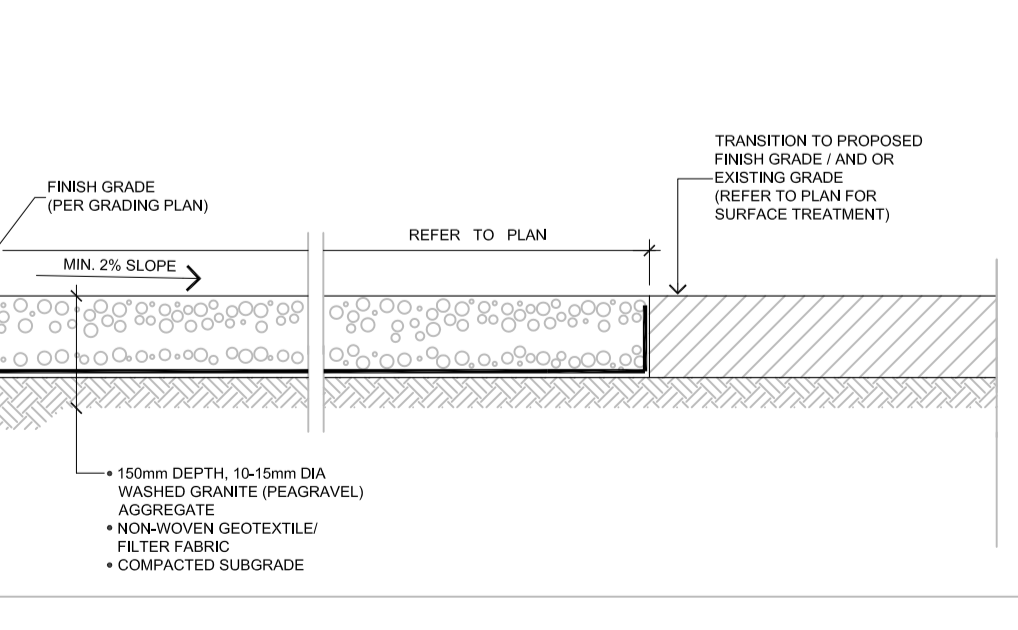 TRANSITION TO PROPOSED
FINISH GRADE / AND OR
EXISTING GRADE
(REFER TO PLAN FOR
SURFACE TREATMENT)
FINISH GRADE
(PER GRADING PLAN)
REFER TO PLAN
MIN. 2% SLOPE
• 150mm DEPTH, 10-15mm DIA
WASHED GRANITE (PEAGRAVEL)
AGGREGATE
• NON-WOVEN GEOTEXTILE/
FILTER FABRIC
• COMPACTED SUBGRADE